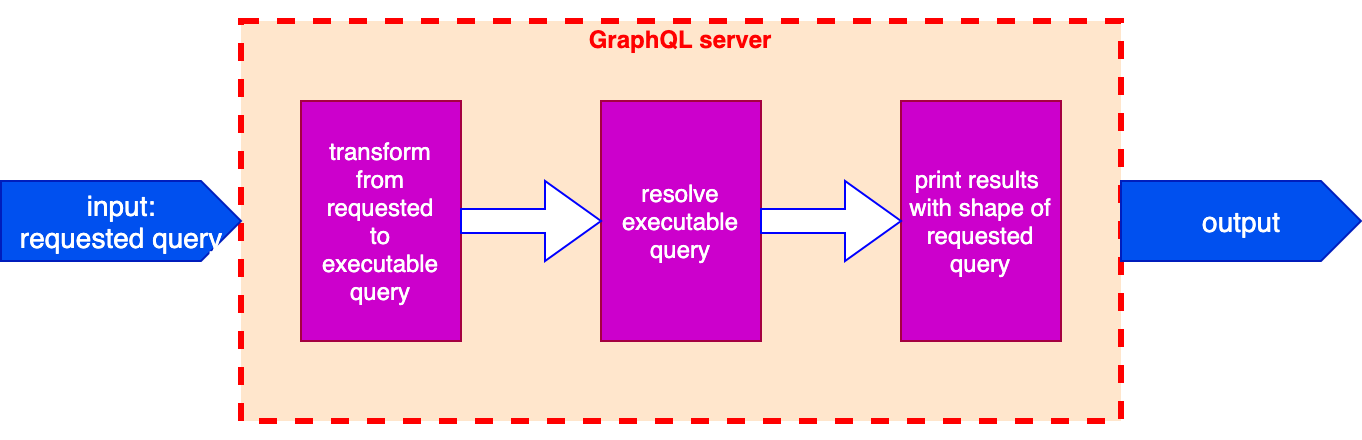 GraphQL server
input:
requested query
transform
from
requested
to
executable
query
resolve
executable
query
print results
with shape of
requested
query
output